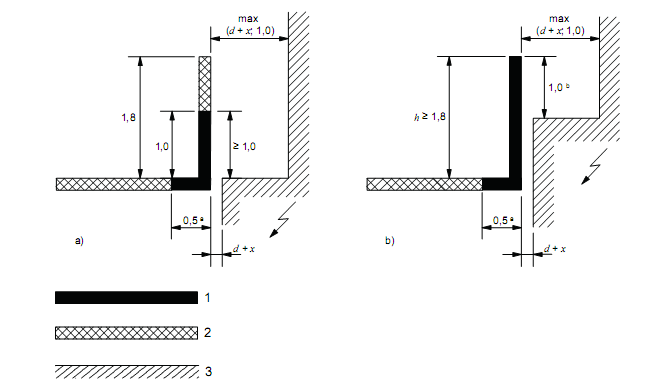 max
(d + x; 1,0)
1,8
1,0
≥ 1,0
0,5 a
a)
d + x
max
(d + x; 1,0)
h ≥ 1,8
1,0 b
0,5 a
b)
d + x
1
2
3